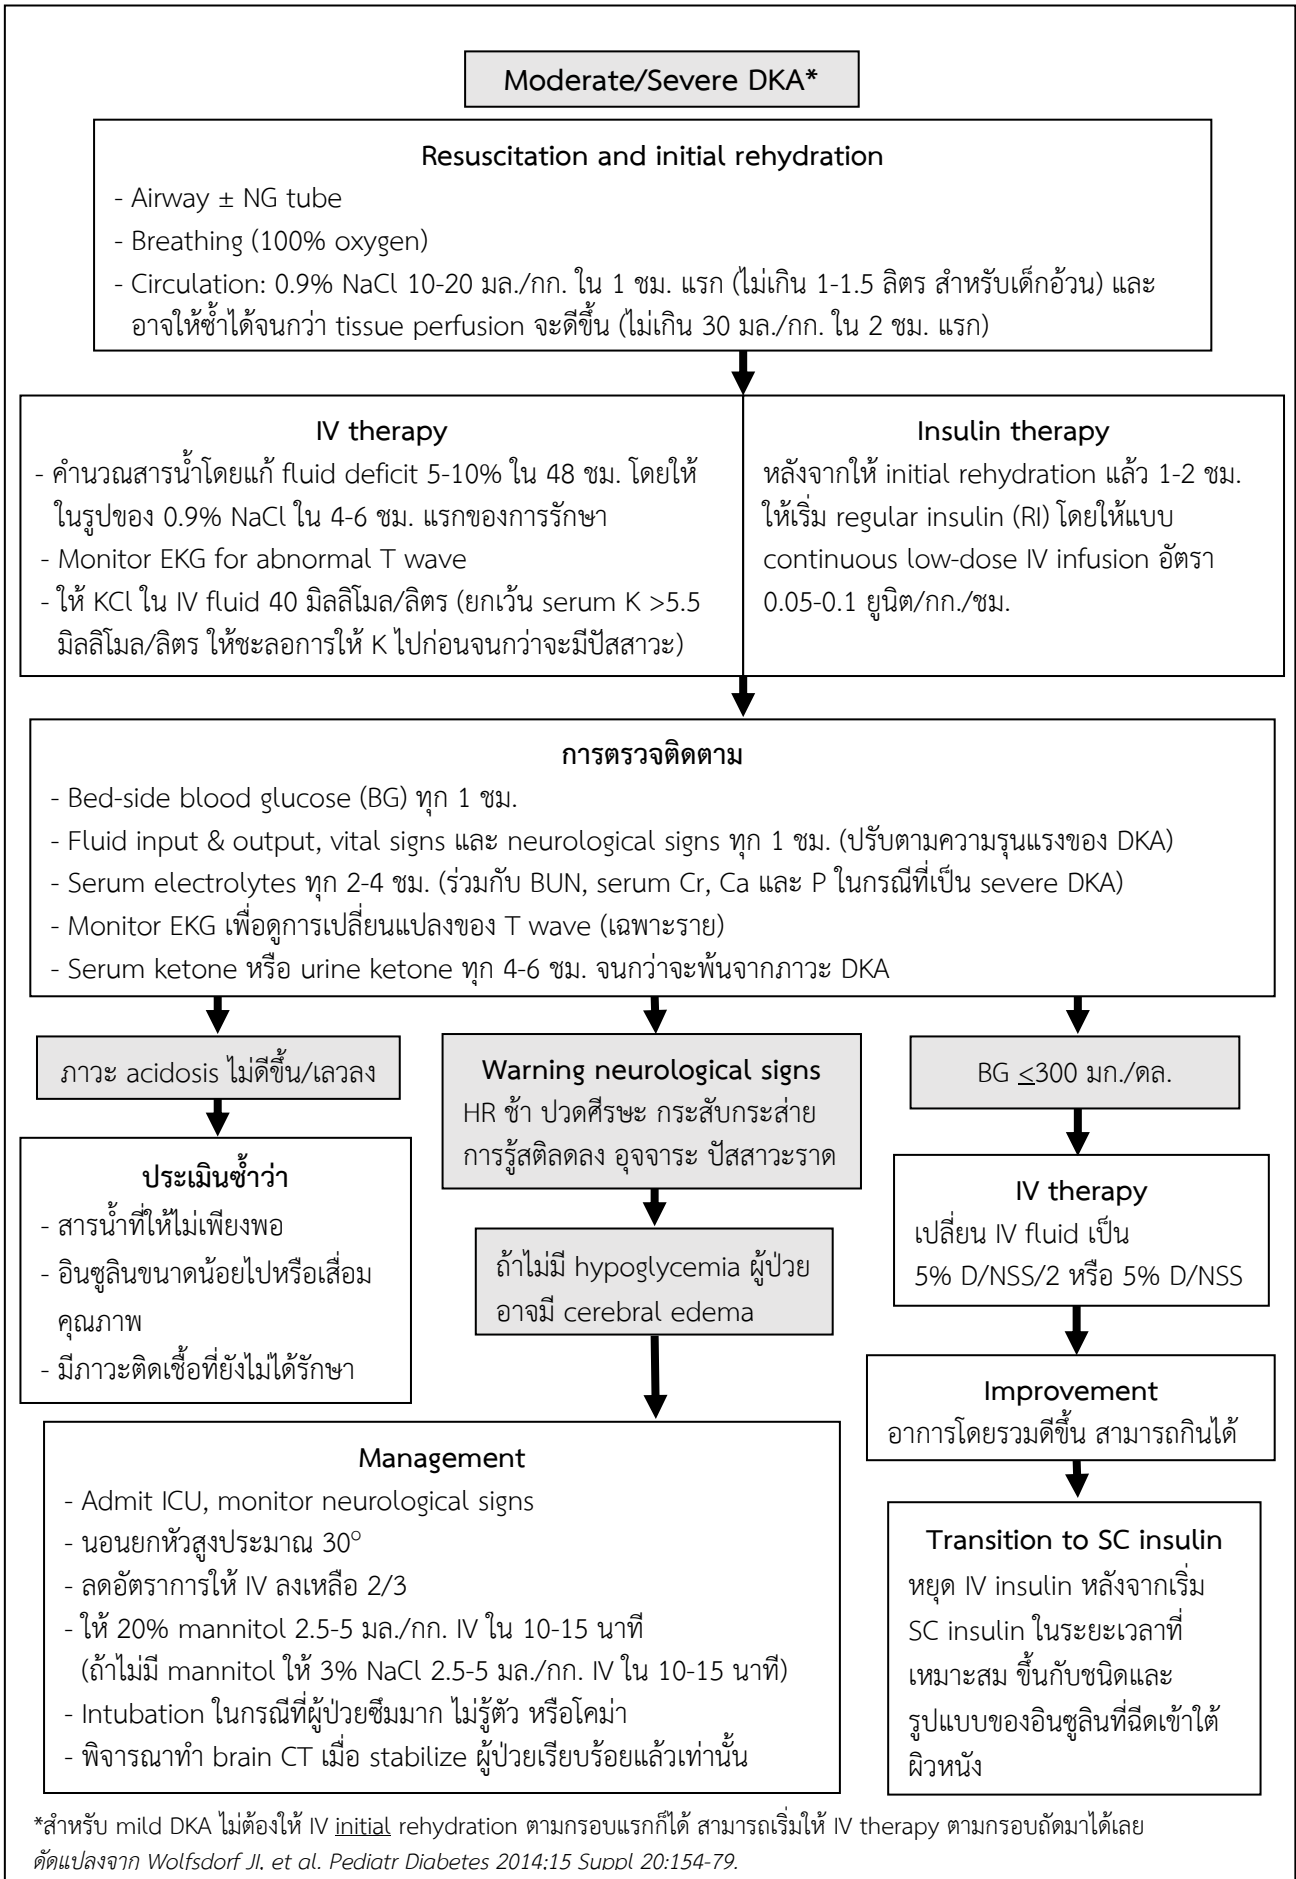 Moderate/Severe DKA*
Resuscitation and initial rehydration
- Airway ± NG tube
- Breathing (100% oxygen)
- Circulation: 0.9% NaCl 10-20 มล./กก. ใน 1 ชม. แรก (ไม่เกิน 1-1.5 ลิตร สำหรับเด็กอ้วน) และ
อาจให้ซ้ำได้จนกว่า tissue perfusion จะดีขึ้น (ไม่เกิน 30 มล./กก. ใน 2 ชม. แรก)
IV therapy
- คำนวณสารน้ำโดยแก้ fluid deficit 5-10% ใน 48 ชม. โดยให้
ในรูปของ 0.9% NaCl ใน 4-6 ชม. แรกของการรักษา
- Monitor EKG for abnormal T wave
- ให้ KCl ใน IV fluid 40 มิลลิโมล/ลิตร (ยกเว้น serum K >5.5
มิลลิโมล/ลิตร ให้ชะลอการให้ K ไปก่อนจนกว่าจะมีปัสสาวะ)
Insulin therapy
หลังจากให้ initial rehydration แล้ว 1-2 ชม.
ให้เริ่ม regular insulin (RI) โดยให้แบบ
continuous low-dose IV infusion อัตรา
0.05-0.1 ยูนิต/กก./ชม.
การตรวจติดตาม
- Bed-side blood glucose (BG) ทุก 1 ชม.
- Fluid input & output, vital signs และ neurological signs ทุก 1 ชม. (ปรับตามความรุนแรงของ DKA)
- Serum electrolytes ทุก 2-4 ชม. (ร่วมกับ BUN, serum Cr, Ca และ P ในกรณีที่เป็น severe DKA)
- Monitor EKG เพื่อดูการเปลี่ยนแปลงของ T wave (เฉพาะราย)
- Serum ketone หรือ urine ketone ทุก 4-6 ชม. จนกว่าจะพ้นจากภาวะ DKA
ภาวะ acidosis ไม่ดีขึ้น/เลวลง
ประเมินซ้ำว่า
- สารน้ำที่ให้ไม่เพียงพอ
- อินซูลินขนาดน้อยไปหรือเสื่อม
คุณภาพ
- มีภาวะติดเชื้อที่ยังไม่ได้รักษา
Warning neurological signs
HR ช้า ปวดศีรษะ กระสับกระส่าย
การรู้สติลดลง อุจจาระ ปัสสาวะราด
ถ้าไม่มี hypoglycemia ผู้ป่วย
อาจมี cerebral edema
Management
- Admit ICU, monitor neurological signs
- นอนยกหัวสูงประมาณ 30°
- ลดอัตราการให้ IV ลงเหลือ 2/3
- ให้ 20% mannitol 2.5-5 มล./กก. IV ใน 10-15 นาที
(ถ้าไม่มี mannitol ให้ 3% NaCl 2.5-5 มล./กก. IV ใน 10-15 นาที)
- Intubation ในกรณีที่ผู้ป่วยซึมมาก ไม่รู้ตัว หรือโคม่า
- พิจารณาทำ brain CT เมื่อ stabilize ผู้ป่วยเรียบร้อยแล้วเท่านั้น
BG ≤300 มก./ดล.
IV therapy
เปลี่ยน IV fluid เป็น
5% D/NSS/2 หรือ 5% D/NSS
Improvement
อาการโดยรวมดีขึ้น สามารถกินได้
Transition to SC insulin
หยุด IV insulin หลังจากเริ่ม
SC insulin ในระยะเวลาที่
เหมาะสม ขึ้นกับชนิดและ
รูปแบบของอินซูลินที่ฉีดเข้าใต้
ผิวหนัง
*สำหรับ mild DKA ไม่ต้องให้ IV initial rehydration ตามกรอบแรกก็ได้ สามารถเริ่มให้ IV therapy ตามกรอบถัดมาได้เลย
ดัดแปลงจาก Wolfsdorf JI, et al. Pediatr Diabetes 2014;15 Suppl 20:154-79.